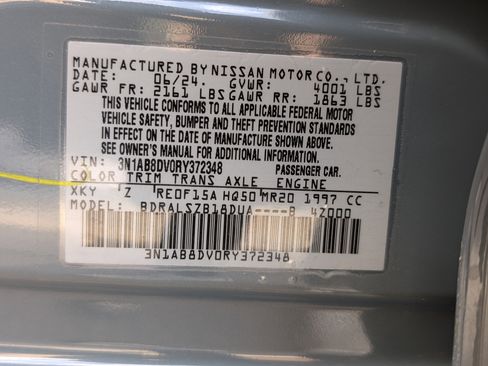 MANUFACTURED BY NISSAN MOTOR CO., LTD.
DATE: 06/24. GVWR: 4001 LBS
GAWR FR: 2161 LBS GAWR RR: 1863 LBS
THIS VEHICLE CONFORMS TO ALL APPLICABLE FEDERAL MOTOR
VEHICLE SAFETY, BUMPER AND THEFT PREVENTION STANDARDS
IN EFFECT ON THE DATE OF MANUFACTURE SHOWN ABOVE.
SEE OWNER'S MANUAL FOR ADDITIONAL INFORMATION
VIN: 3N1AB8DV0RY372348 PASSENGER CAR.
COLOR TRIM TRANS AXLE ENGINE
XKY Z RE0F15A HQ50 MR20 1997 CC
MODEL: BDRALSZB18DUA----B 4Z000
3N1AB8DV0RY372348